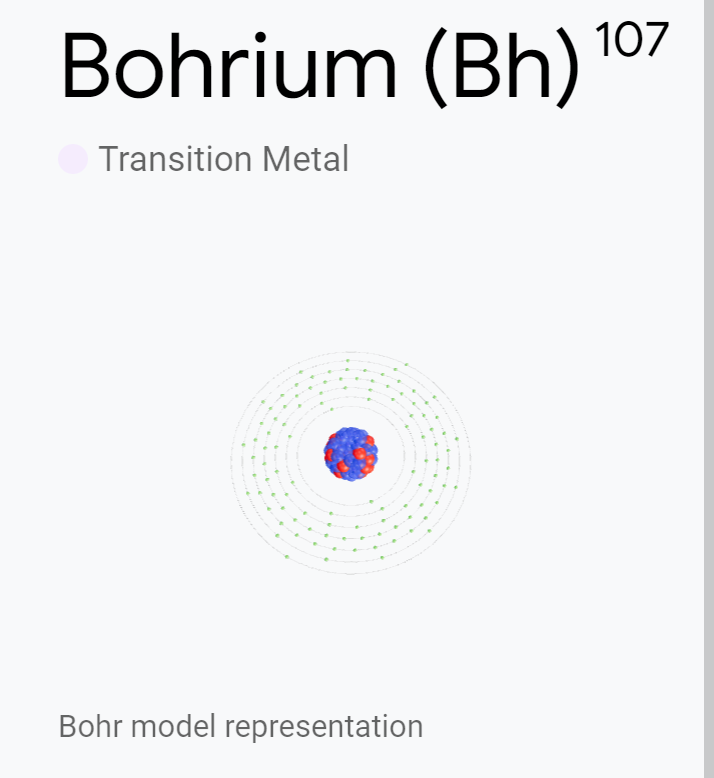 Bohrium (Bh) 107
Transition Metal
Bohr model representation